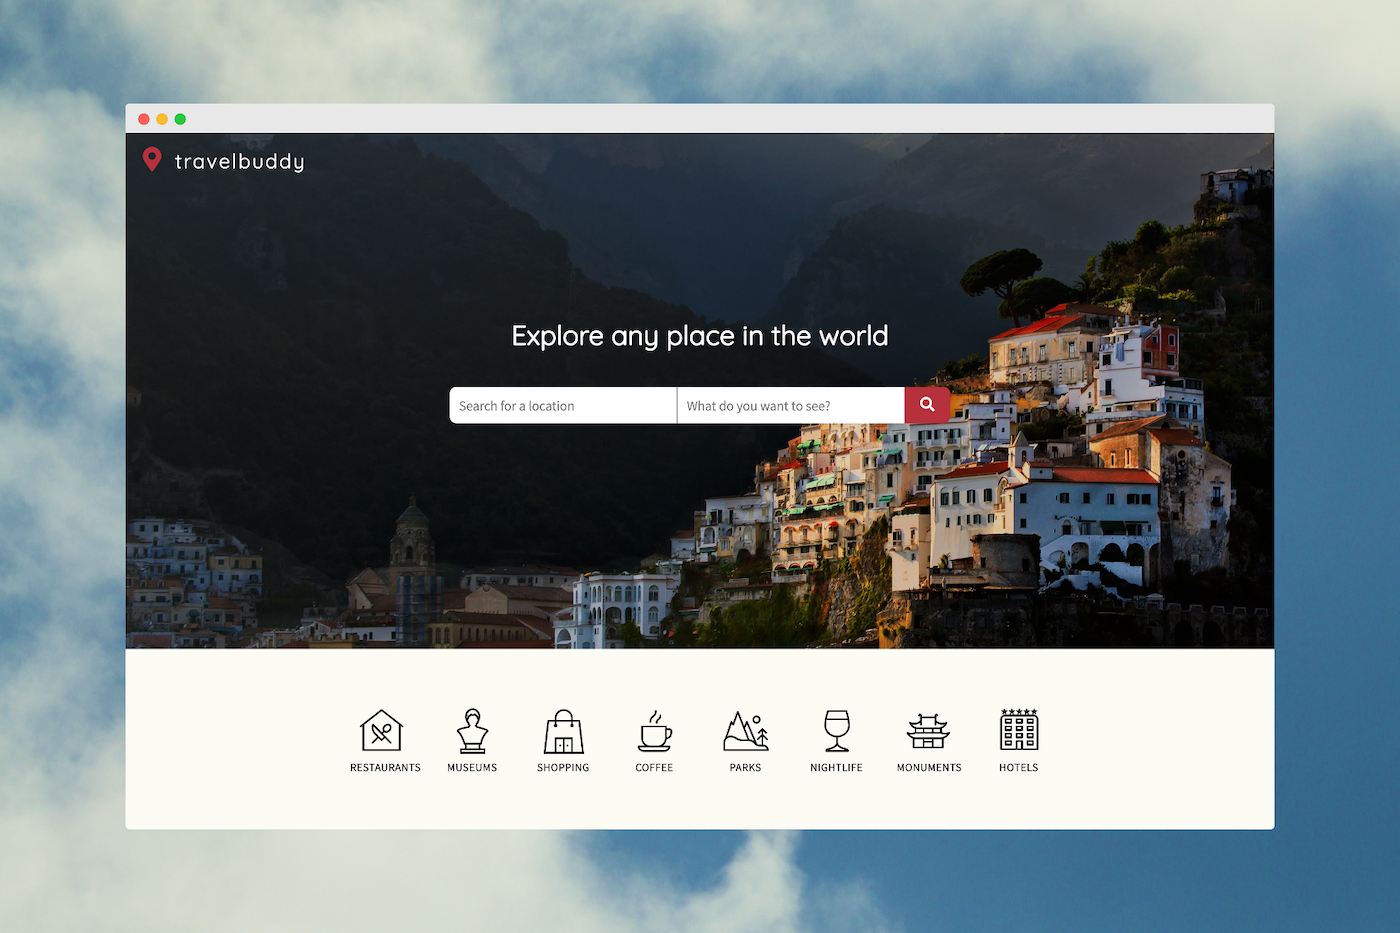 travelbuddy
Explore any place in the world
Search for a location
What do you want to see?
RESTAURANTS
MUSEUMS
SHOPPING
COFFEE
PARKS
NIGHTLIFE
MONUMENTS
HOTELS